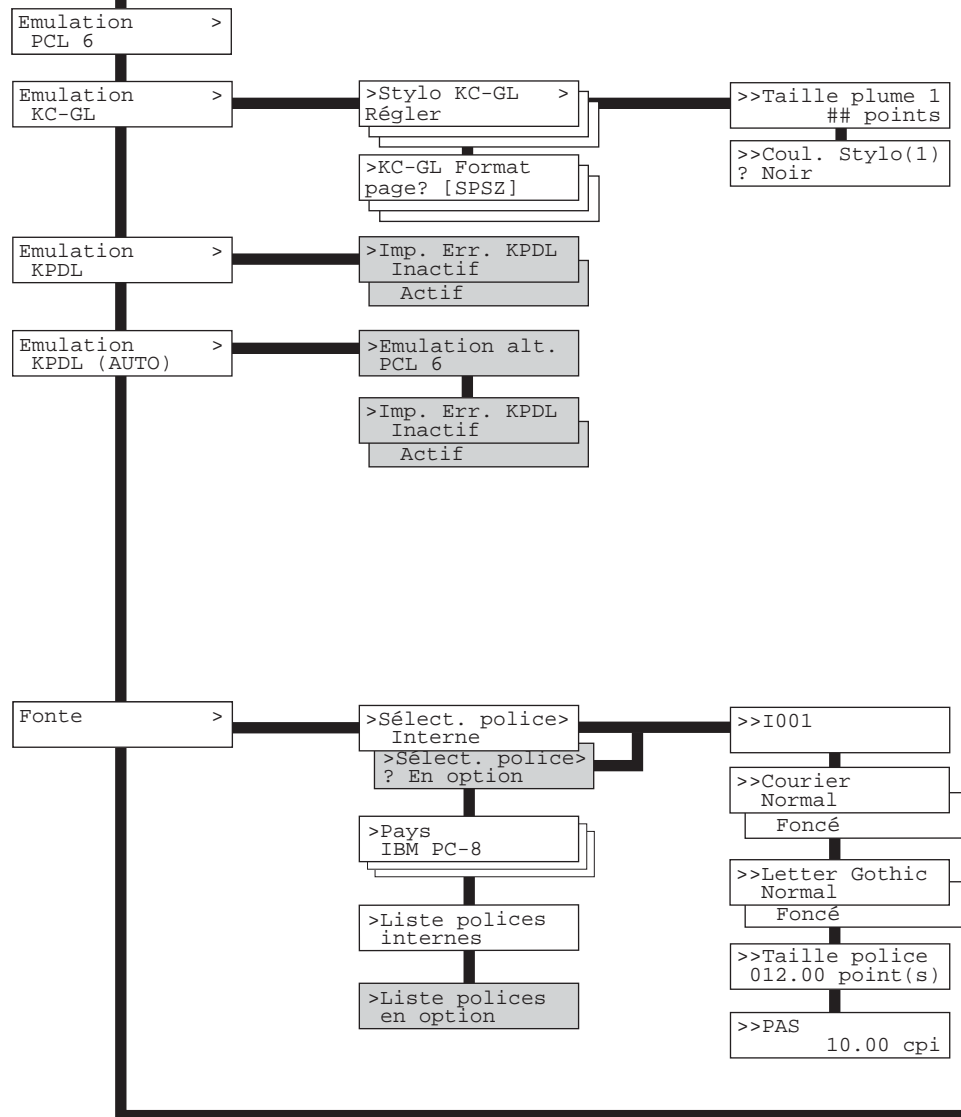 Emulation >
PCL 6
Emulation >
KC-GL
>Stylo KC-GL >
Régler
>>Taille plume 1
## points
>>Coul. Stylo(1)
? Noir
>KC-GL Format
page? [SPSZ]
Emulation >
KPDL
>Imp. Err. KPDL
Inactif
Actif
Emulation >
KPDL (AUTO)
>Emulation alt.
PCL 6
>Imp. Err. KPDL
Inactif
Actif
Fonte >
>Sélect. police>
Interne
>Sélect. police>
? En option
>Pays
IBM PC-8
>Liste polices
internes
>Liste polices
en option
>>I001
>>Courier
Normal
Foncé
>>Letter Gothic
Normal
Foncé
>>Taille police
012.00 point(s)
>>PAS
10.00 cpi